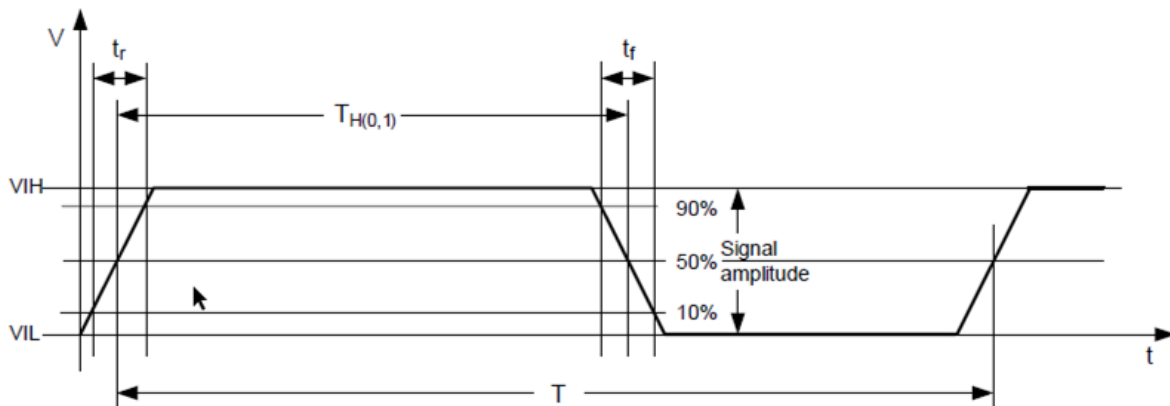 V
tr
tf
TH(0,1)
VIH
90%
50%
Signal
amplitude
10%
VIL
t
T